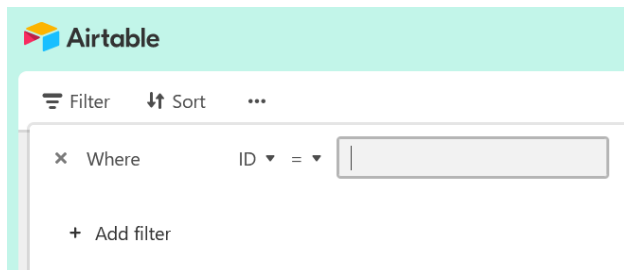 Airtable
Filter Sort ...
× Where ID ▼ = ▼
+ Add filter